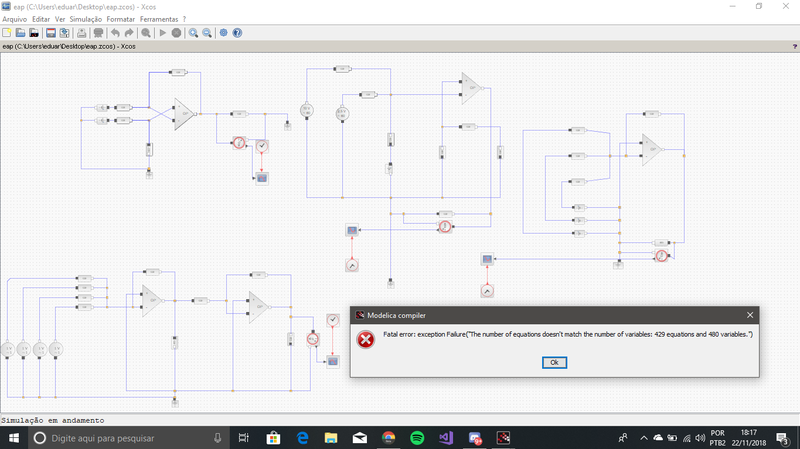 eap (C:\Users\eduar\Desktop\eap.zcos) - Xcos
Arquivo Editar Ver Simulação Formatar Ferramentas ?
eap (C:\Users\eduar\Desktop\eap.zcos) - Xcos
Modelica compiler
Fatal error: exception Failure("The number of equations doesn't match the number of variables: 429 equations and 480 variables.")
Ok
Simulação em andamento
Digite aqui para pesquisar
POR
PTB2
18:17
22/11/2018
3